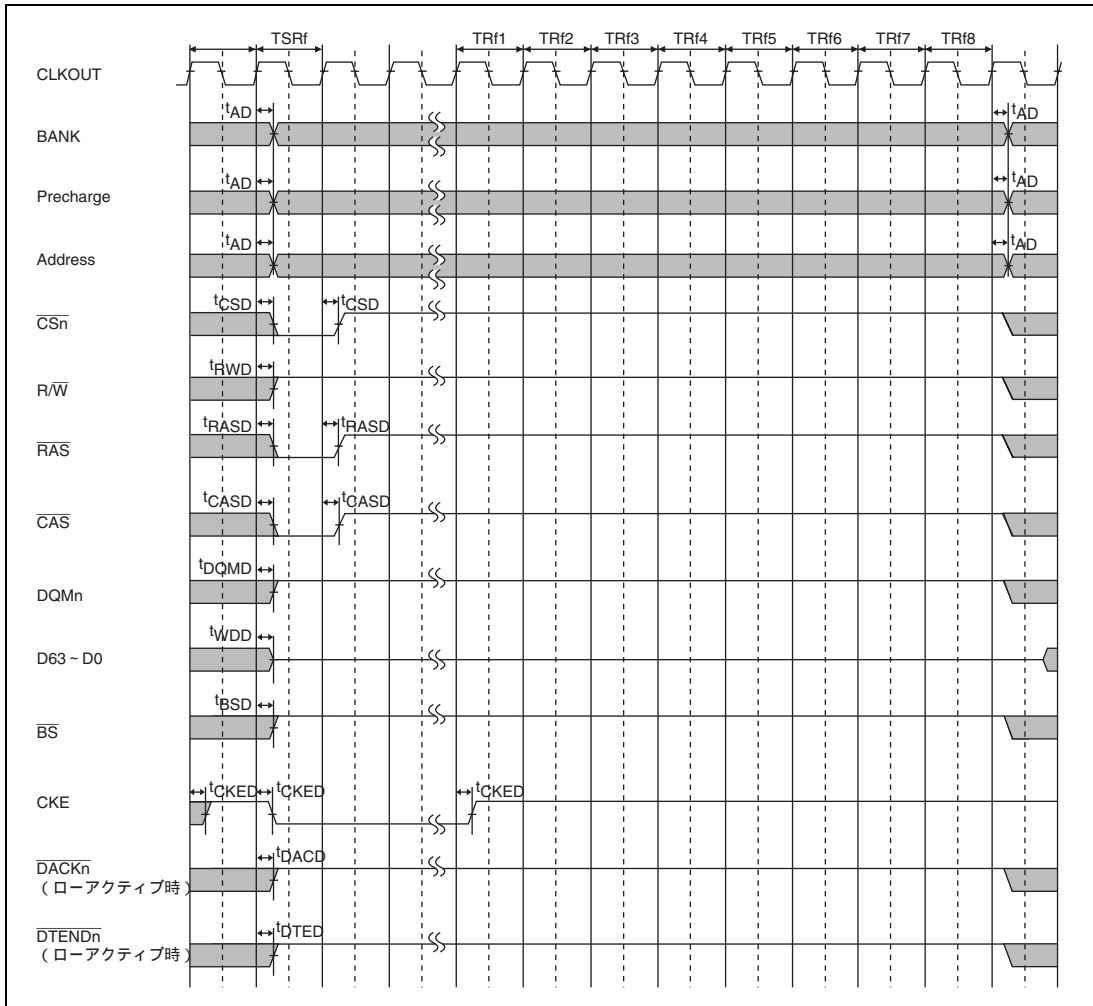 TSRf TRf1 TRf2 TRf3 TRf4 TRf5 TRf6 TRf7 TRf8
CLKOUT
tAD tAD
BANK
tAD tAD
Precharge
tAD tAD
Address
tCSD tCSD
CSn
tRWD
R/W
tRASD tRASD
RAS
tCASD tCASD
CAS
tDQMD
DQMn
tWDD
D63 ~ D0
tBSD
BS
tCKED tCKED tCKED
CKE
tDACD
DACKn
(ローアクティブ時)
tDTED
DTENDn
(ローアクティブ時)